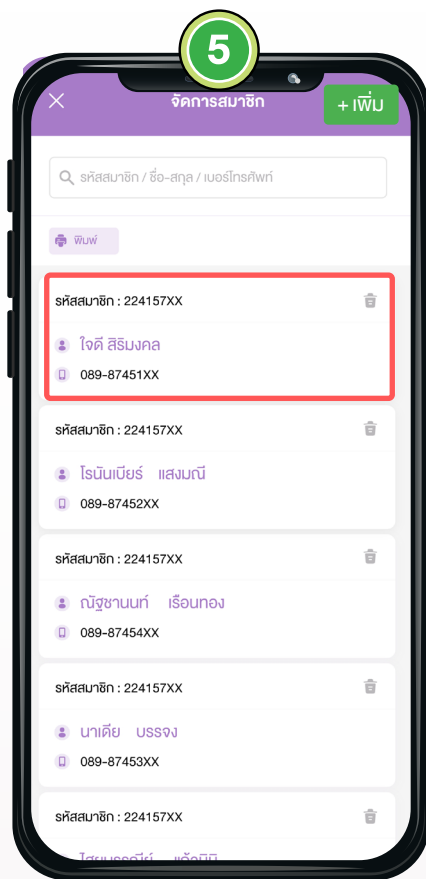 5
จัดการสมาชิก
+ เพิ่ม
รหัสสมาชิก / ชื่อ-สกุล / เบอร์โทรศัพท์
พิมพ์
รหัสสมาชิก : 224157XX
ใจดี สิริมงคล
089-87451XX
รหัสสมาชิก : 224157XX
โรนันเบียร์ แสงมณี
089-87452XX
รหัสสมาชิก : 224157XX
ณัฐชานนท์ เรือนทอง
089-87454XX
รหัสสมาชิก : 224157XX
นาเดีย บรรจง
089-87453XX
รหัสสมาชิก : 224157XX